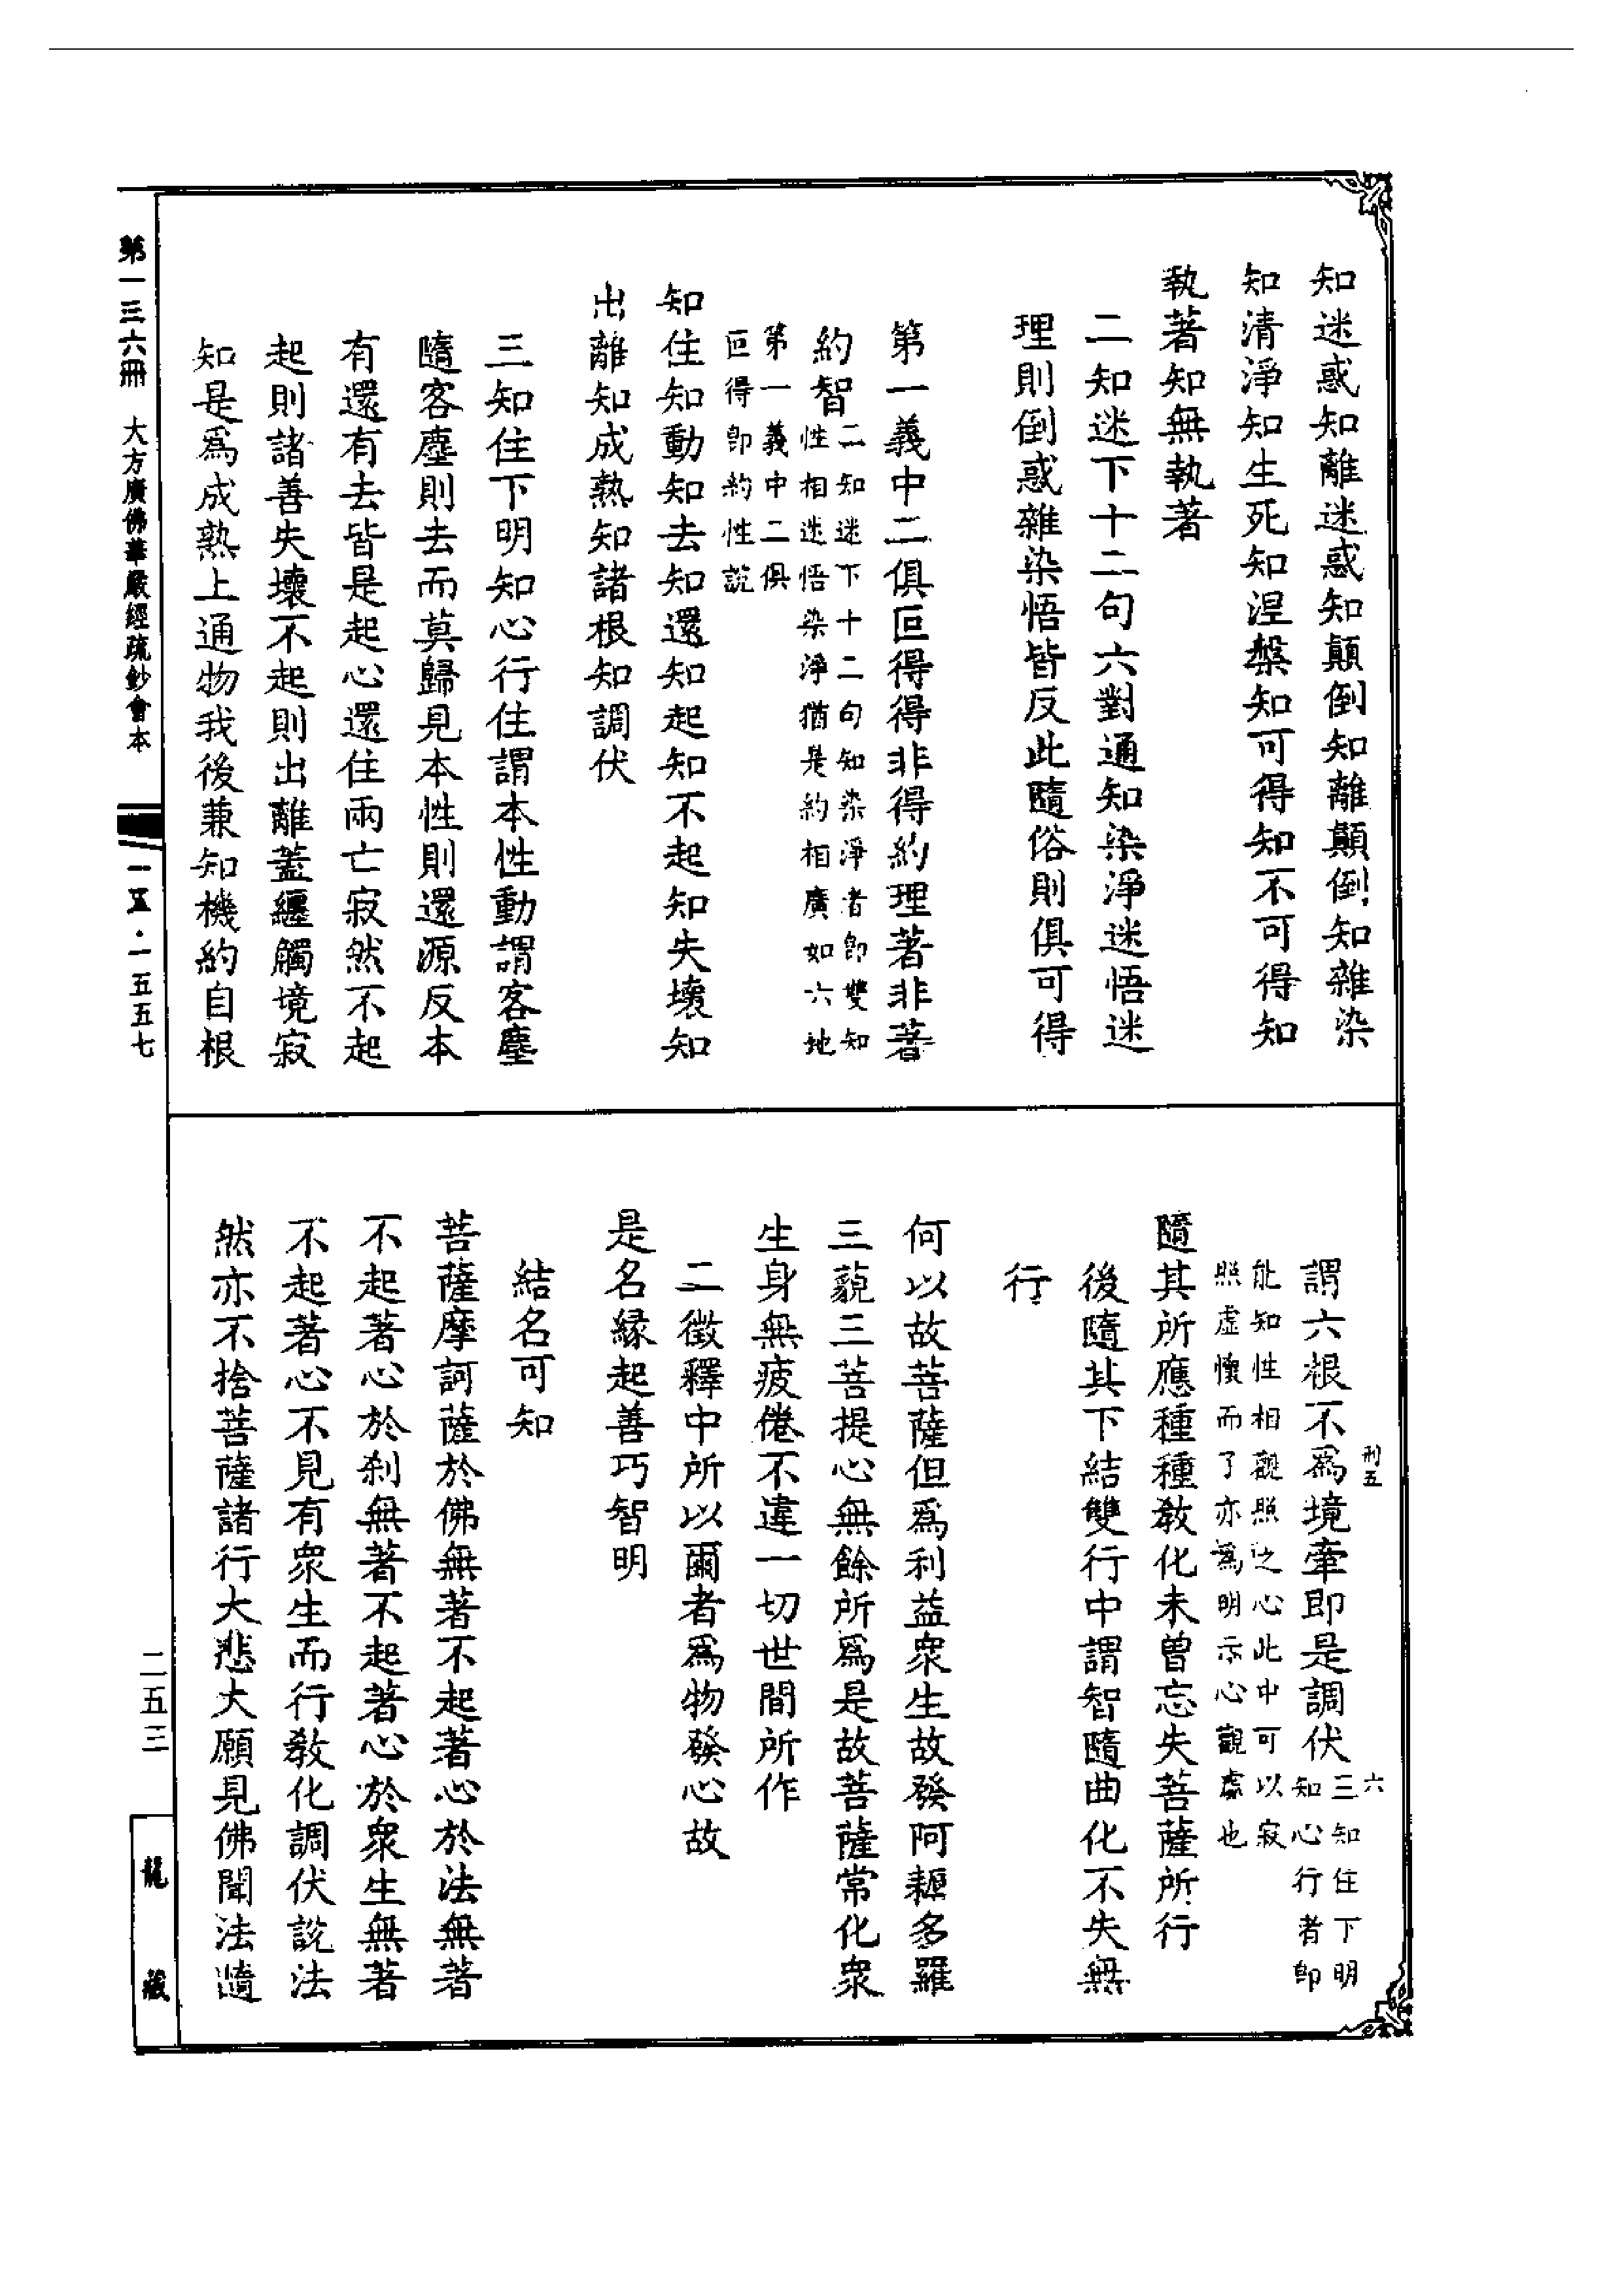 知迷惑知離迷惑知顛倒知離顛倒知雜染
知清淨知生死知涅槃知可得知不可得知
執著知無執著
二知迷下十二句六對通知染淨迷悟迷
理則倒惑雜染悟皆反此隨俗則俱可得
第一義中二俱叵得得非得約理著非著
約智
二知迷下十二句知染淨者即雙知
性相迷悟染淨猶是約相廣如六地
第一義中二俱
叵得即約性說
知住知動知去知還知起知不起知失壞知
出離知成熟知諸根知調伏
三知住下明知心行住謂本性動謂客塵
隨客塵則去而莫歸見本性則還源反本
有還有去皆是起心還住兩亡寂然不起
起則諸善失壞不起則出離蓋纏觸境寂
知是為成熟上通物我後兼知機約自根
第一三六冊 大方廣佛華嚴經疏鈔會本
一五·一五五七
刑五
六
謂六根不為境牽即是調伏
三知住下明
知心行者即
能知性相觀照之心此中可以寂
照虛懷而了亦為明示心觀處也
隨其所應種種教化未曾忘失菩薩所行
後隨其下結雙行中謂智隨曲化不失無
行
何以故菩薩但為利益眾生故發阿耨多羅
三藐三菩提心無餘所為是故菩薩常化眾
生身無疲倦不違一切世間所作
二徵釋中所以爾者為物發心故
是名緣起善巧智明
結名可知
菩薩摩訶薩於佛無著不起著心於法無著
不起著心於剎無著不起著心於眾生無著
不起著心不見有眾生而行教化調伏說法
然亦不捨菩薩諸行大悲大願見佛聞法隨
二五三
龍藏